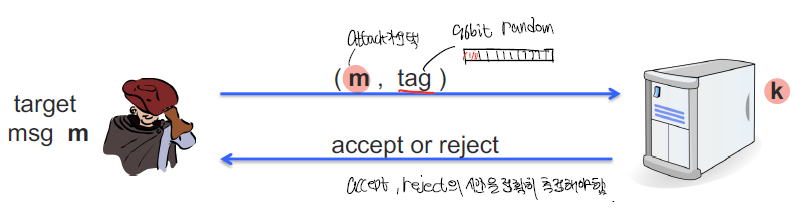 attack가 선택
96bit random
( m , tag )
k
target
msg m
accept or reject
accept, reject의 시간을 정확히 측정해야함.